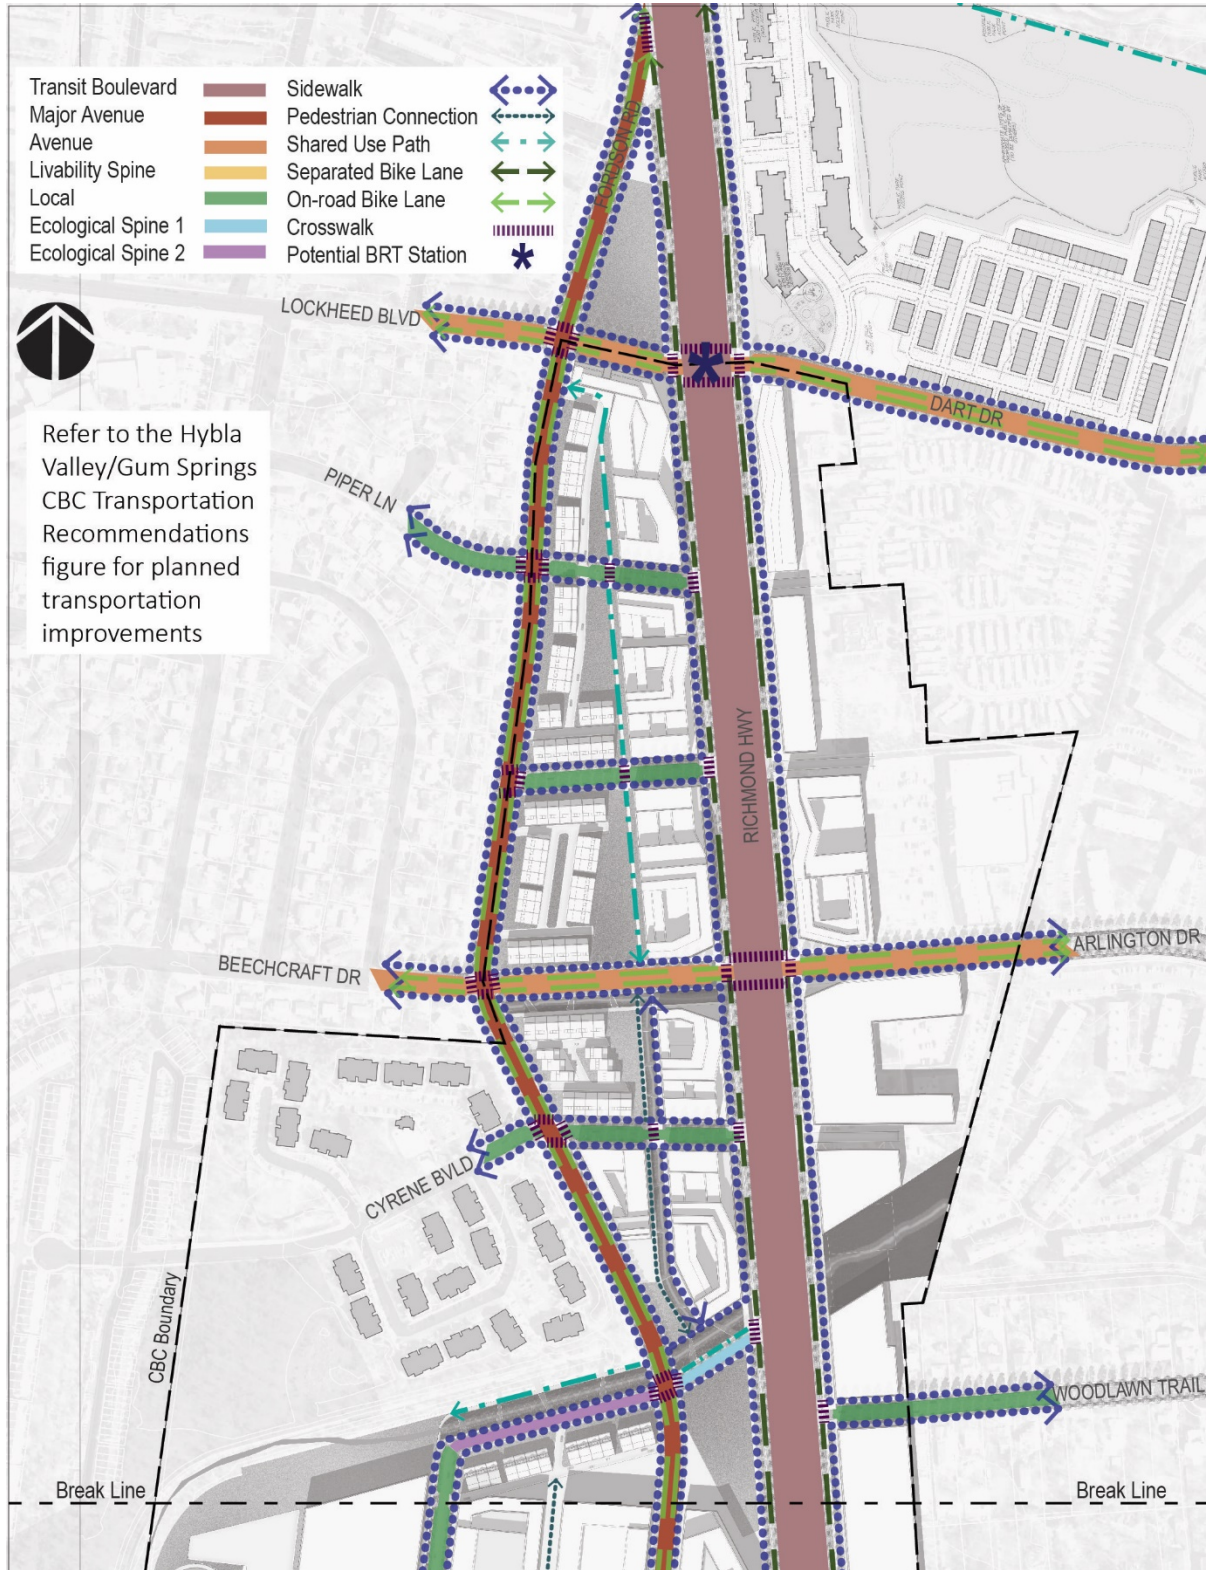 Transit Boulevard
Major Avenue
Avenue
Livability Spine
Local
Ecological Spine 1
Ecological Spine 2
Sidewalk
Pedestrian Connection
Shared Use Path
Separated Bike Lane
On-road Bike Lane
Crosswalk
Potential BRT Station
FORDSON RD
LOCKHEED BLVD
DART DR
Refer to the Hybla
Valley/Gum Springs
CBC Transportation
Recommendations
figure for planned
transportation
improvements
PIPER LN
RICHMOND HWY
ARLINGTON DR
BEECHCRAFT DR
CYRENE BVLD
CBC Boundary
WOODLAWN TRAIL
Break Line
Break Line